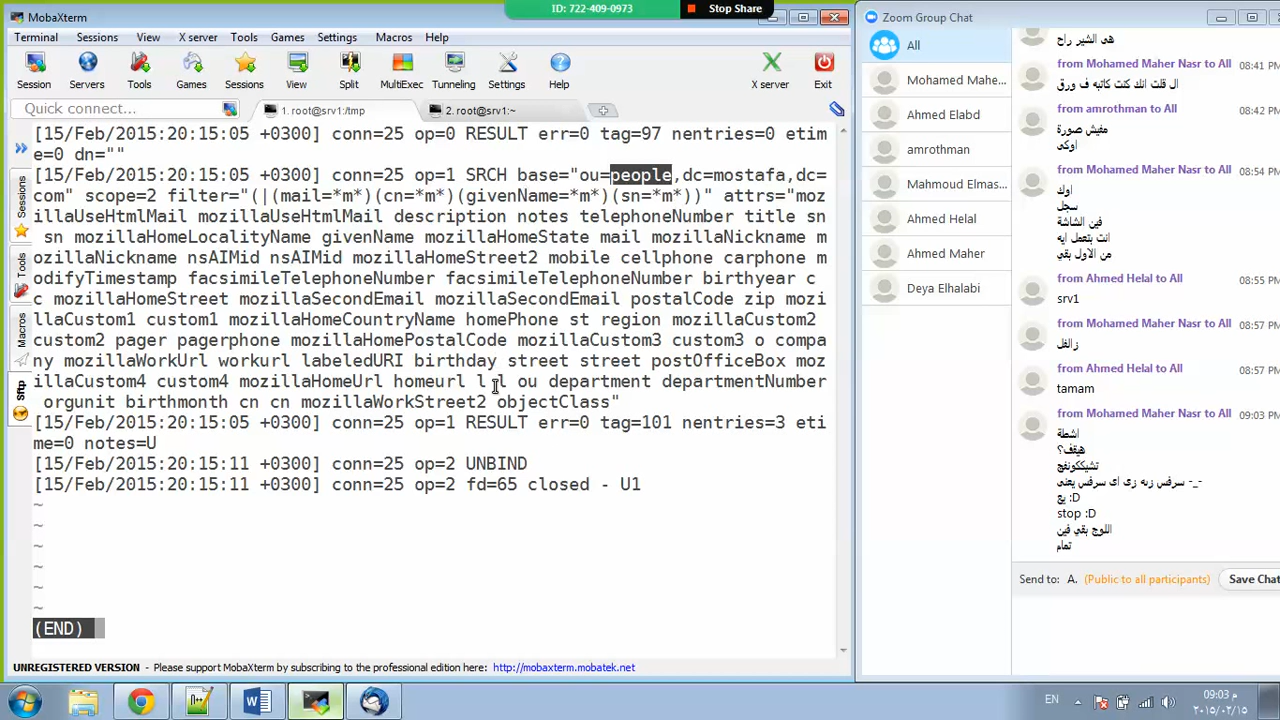 MobaXterm
ID: 722-409-0973
Stop Share
Terminal Sessions View X server Tools Games Settings Macros Help
Session Servers Tools Games Sessions View Split MultiExec Tunneling Settings Help X server Exit
Quick connect...
1. root@srv1:/tmp
2. root@srv1:~
Sessions
Tools
Macros
Sftp
[15/Feb/2015:20:15:05 +0300] conn=25 op=0 RESULT err=0 tag=97 nentries=0 etim
e=0 dn=""
[15/Feb/2015:20:15:05 +0300] conn=25 op=1 SRCH base="ou=people,dc=mostafa,dc=
com" scope=2 filter="(|(mail=*m*)(cn=*m*)(givenName=*m*)(sn=*m*))" attrs="moz
illaUseHtmlMail mozillaUseHtmlMail description notes telephoneNumber title sn
 sn mozillaHomeLocalityName givenName mozillaHomeState mail mozillaNickname m
ozillaNickname nsAIMid nsAIMid mozillaHomeStreet2 mobile cellphone carphone m
odifyTimestamp facsimileTelephoneNumber facsimileTelephoneNumber birthyear c
c mozillaHomeStreet mozillaSecondEmail mozillaSecondEmail postalCode zip mozi
llaCustom1 custom1 mozillaHomeCountryName homePhone st region mozillaCustom2
custom2 pager pagerphone mozillaHomePostalCode mozillaCustom3 custom3 o compa
ny mozillaWorkUrl workurl labeledURI birthday street street postOfficeBox moz
illaCustom4 custom4 mozillaHomeUrl homeurl l l ou department departmentNumber
 orgunit birthmonth cn cn mozillaWorkStreet2 objectClass"
[15/Feb/2015:20:15:05 +0300] conn=25 op=1 RESULT err=0 tag=101 nentries=3 eti
me=0 notes=U
[15/Feb/2015:20:15:11 +0300] conn=25 op=2 UNBIND
[15/Feb/2015:20:15:11 +0300] conn=25 op=2 fd=65 closed - U1
~
~
~
~
~
~
(END)
UNREGISTERED VERSION - Please support MobaXterm by subscribing to the professional edition here: http://mobaxterm.mobatek.net
Zoom Group Chat
All
Mohamed Mahe...
Ahmed Elabd
amrothman
Mahmoud Elmas...
Ahmed Helal
Ahmed Maher
Deya Elhalabi
هى الشير راح
from Mohamed Maher Nasr to All 08:41 PM
ال قلت انك كنت كاتبه ف ورق
from amrothman to All 08:42 PM
مفيش صورة
اوكى
from Mohamed Maher Nasr to All 08:54 PM
اوك
سجل
فين الشاشة
انت بتعمل ايه
من الاول بقي
from Ahmed Helal to All 08:55 PM
srv1
from Mohamed Maher Nasr to All 08:57 PM
زالفل
from Ahmed Helal to All 08:57 PM
tamam
from Mohamed Maher Nasr to All 09:03 PM
اشطة
هيقف؟
تشيككونفج
سرفس زيه زى اى سرفس يعنى -_-
يح :D
stop :D
اللوج بقي فين
تمام
Send to: A. (Public to all participants) Save Chat
EN
09:03 م
٢٠١٥/٠٢/١٥